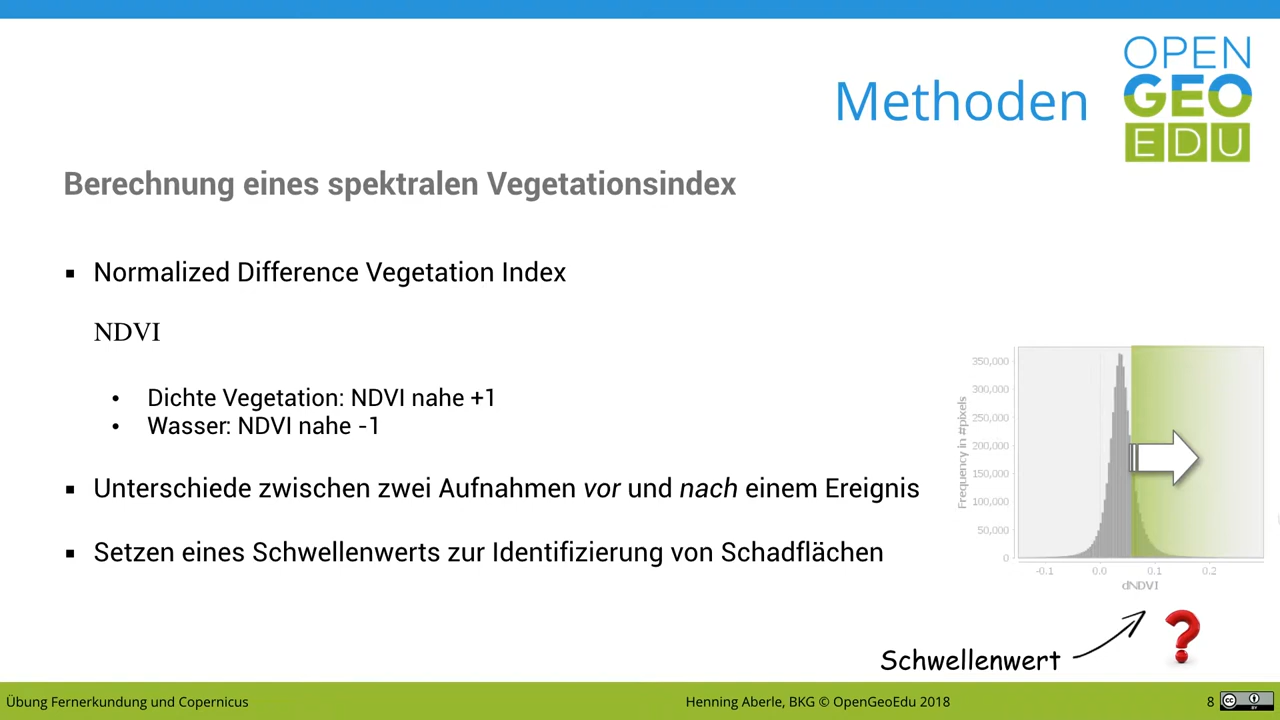 OPEN
GEO
EDU
Methoden
Berechnung eines spektralen Vegetationsindex
▪ Normalized Difference Vegetation Index
NDVI
• Dichte Vegetation: NDVI nahe +1
• Wasser: NDVI nahe -1
▪ Unterschiede zwischen zwei Aufnahmen vor und nach einem Ereignis
▪ Setzen eines Schwellenwerts zur Identifizierung von Schadflächen
Frequency in #pixels
350,000
300,000
250,000
200,000
150,000
100,000
50,000
0
-0.1 0.0 0.1 0.2
dNDVI
Schwellenwert ?
Übung Fernerkundung und Copernicus
Henning Aberle, BKG © OpenGeoEdu 2018
8
cc
BY